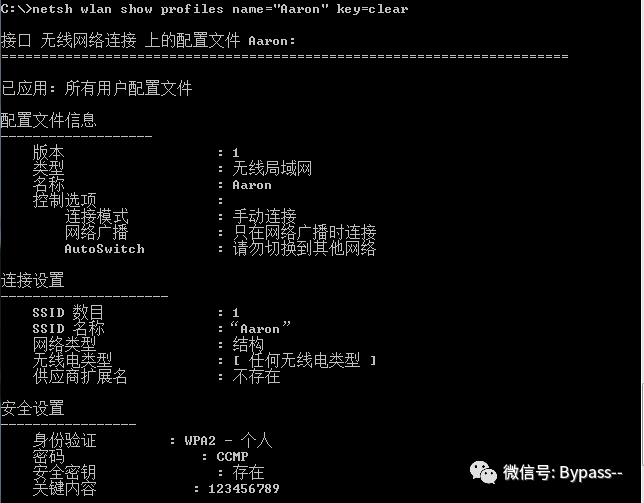 C:\>netsh wlan show profiles name="Aaron" key=clear
接口 无线网络连接 上的配置文件 Aaron:
=======================================================================
已应用: 所有用户配置文件
配置文件信息
-------------------
版本 : 1
类型 : 无线局域网
名称 : Aaron
控制选项 :
连接模式 : 手动连接
网络广播 : 只在网络广播时连接
AutoSwitch : 请勿切换到其他网络
连接设置
---------------------
SSID 数目 : 1
SSID 名称 :“Aaron”
网络类型 : 结构
无线电类型 : [ 任何无线电类型 ]
供应商扩展名 : 不存在
安全设置
-----------------
身份验证 : WPA2 - 个人
密码 : CCMP
安全密钥 : 存在
关键内容 : 123456789
微信号: Bypass--